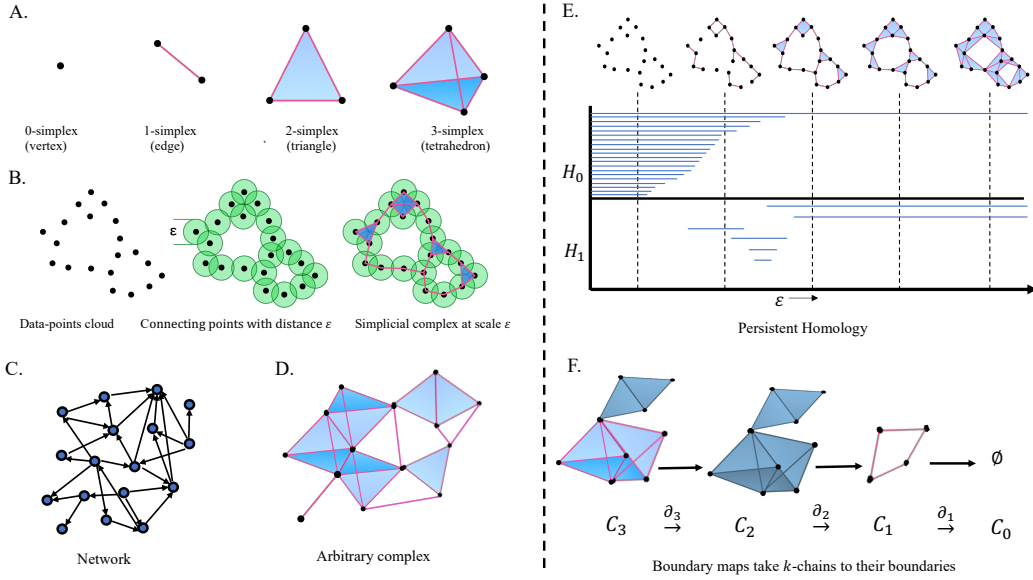 A.
0-simplex
(vertex)
1-simplex
(edge)
2-simplex
(triangle)
3-simplex
(tetrahedron)
B.
ε
Data-points cloud
Connecting points with distance ε
Simplicial complex at scale ε
C.
Network
D.
Arbitrary complex
E.
H₀
H₁
ε
Persistent Homology
F.
∅
C₃ ∂₃ → C₂ ∂₂ → C₁ ∂₁ → C₀
Boundary maps take k-chains to their boundaries